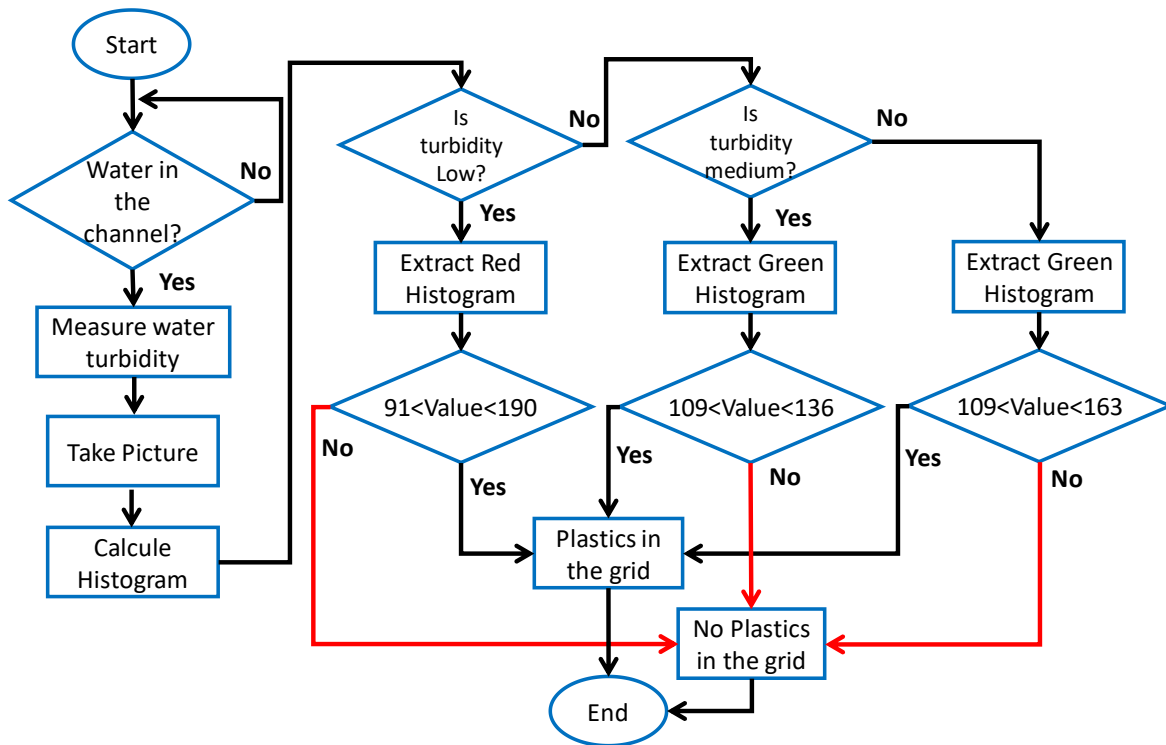 Start
Water in
the
channel?
No
Yes
Measure water
turbidity
Take Picture
Calcule
Histogram
Is
turbidity
Low?
No
Yes
Extract Red
Histogram
91<Value<190
No
Yes
Is
turbidity
medium?
No
Yes
Extract Green
Histogram
109<Value<136
Yes
No
Extract Green
Histogram
109<Value<163
Yes
No
Plastics in
the grid
No Plastics
in the grid
End